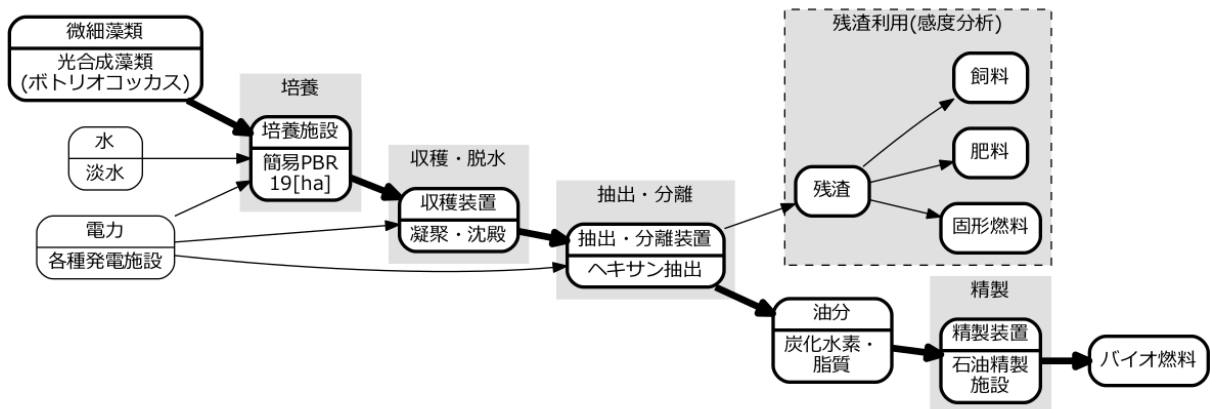 微細藻類
光合成藻類
(ボトリオコッカス)
水
淡水
電力
各種発電施設
培養
培養施設
簡易PBR
19[ha]
収穫・脱水
収穫装置
凝聚・沈殿
抽出・分離
抽出・分離装置
ヘキサン抽出
残渣利用(感度分析)
残渣
飼料
肥料
固形燃料
油分
炭化水素・
脂質
精製
精製装置
石油精製
施設
バイオ燃料